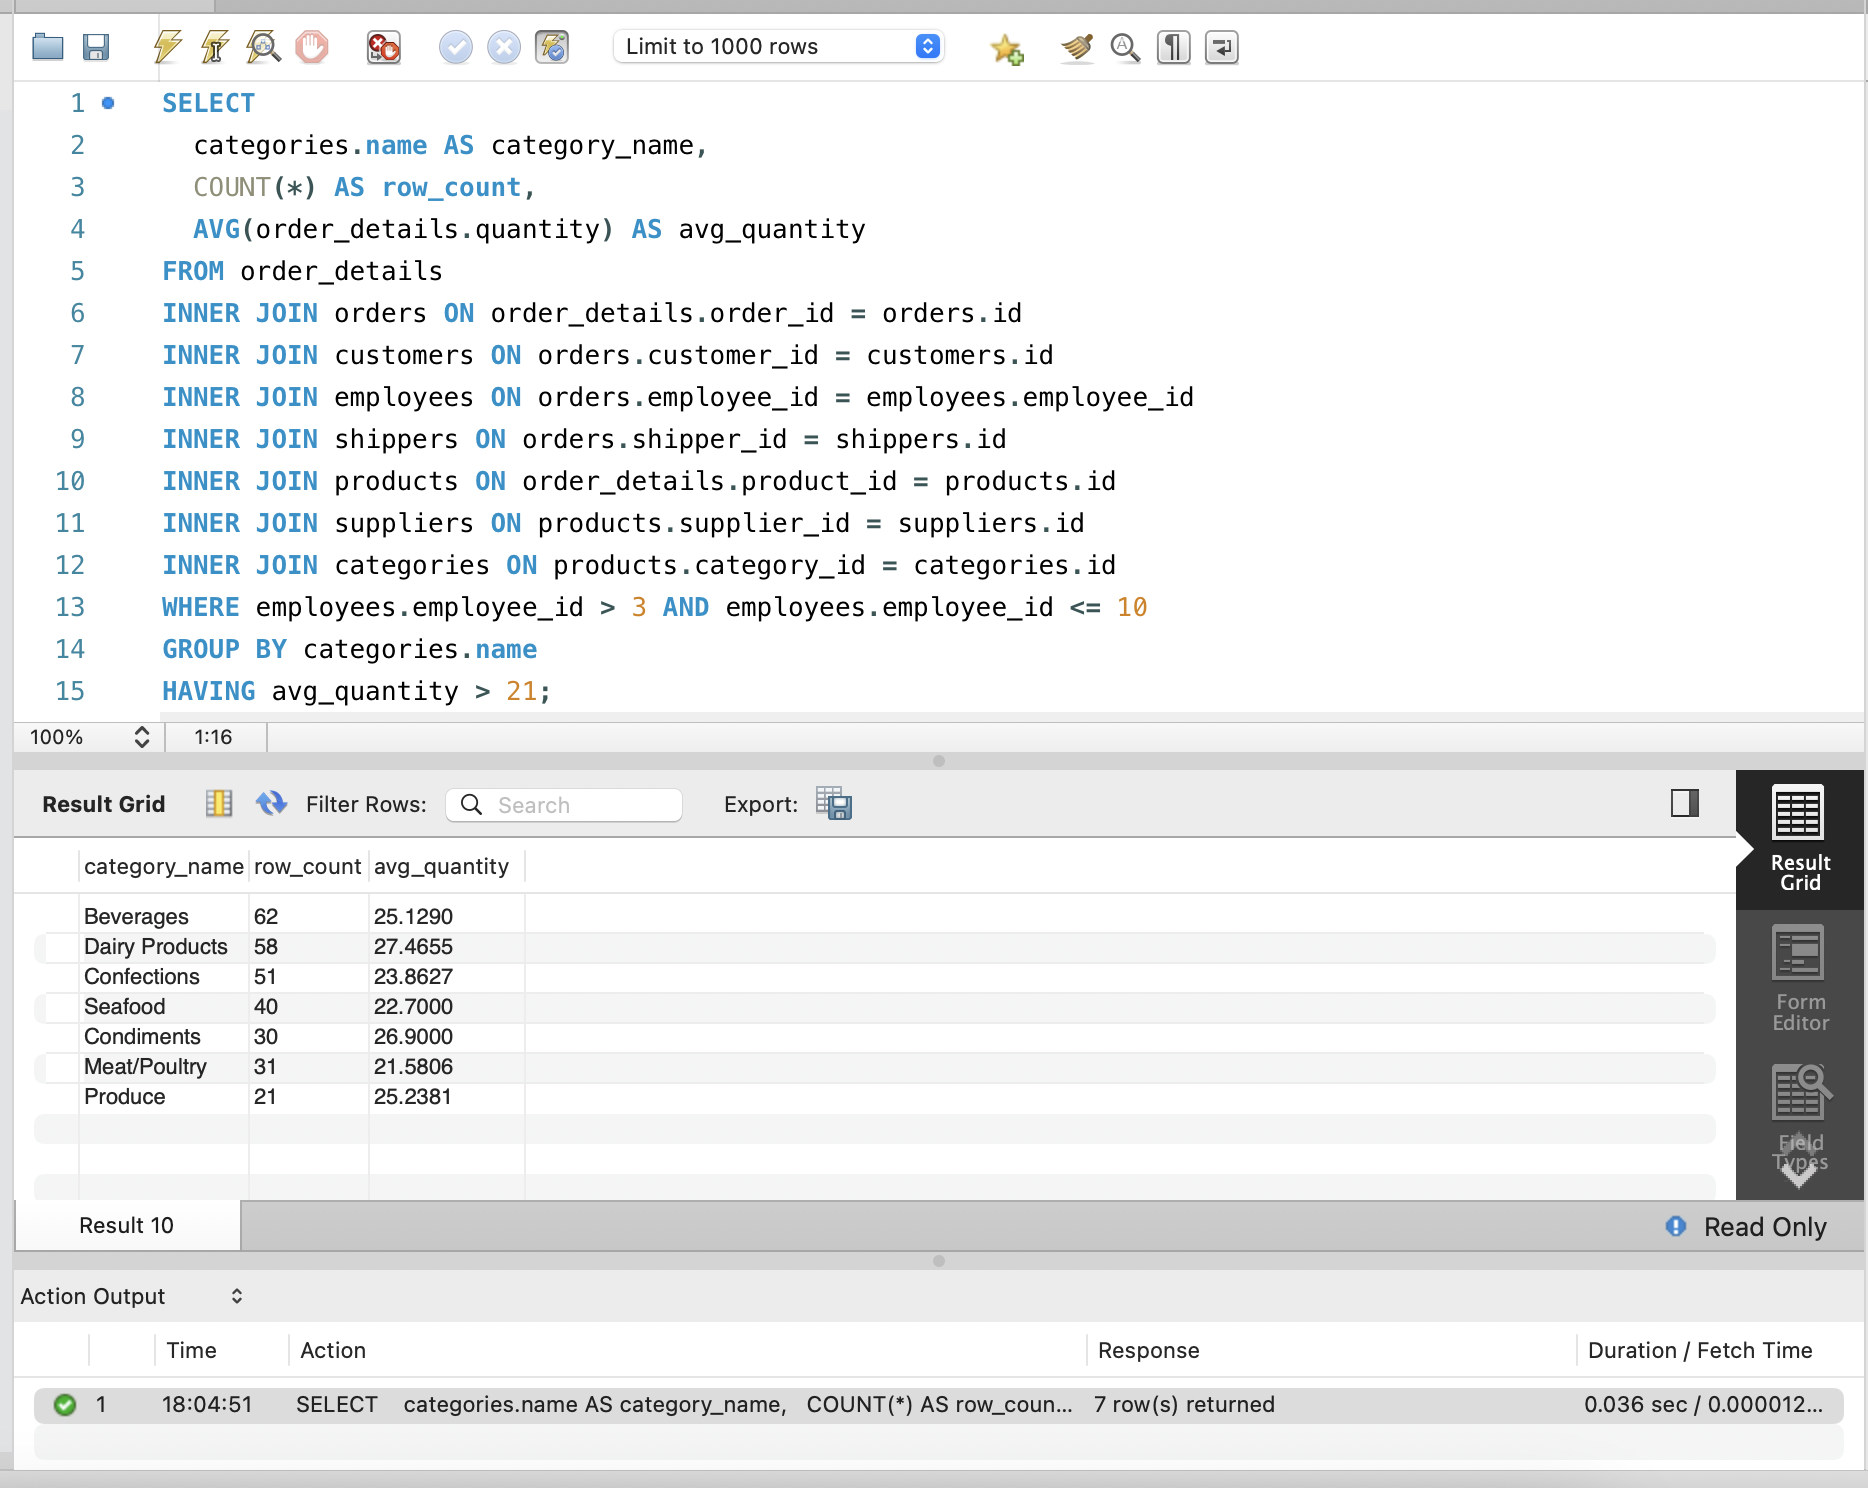 Limit to 1000 rows
1 SELECT
2 categories.name AS category_name,
3 COUNT(*) AS row_count,
4 AVG(order_details.quantity) AS avg_quantity
5 FROM order_details
6 INNER JOIN orders ON order_details.order_id = orders.id
7 INNER JOIN customers ON orders.customer_id = customers.id
8 INNER JOIN employees ON orders.employee_id = employees.employee_id
9 INNER JOIN shippers ON orders.shipper_id = shippers.id
10 INNER JOIN products ON order_details.product_id = products.id
11 INNER JOIN suppliers ON products.supplier_id = suppliers.id
12 INNER JOIN categories ON products.category_id = categories.id
13 WHERE employees.employee_id > 3 AND employees.employee_id <= 10
14 GROUP BY categories.name
15 HAVING avg_quantity > 21;
100% 1:16
Result Grid Filter Rows: Search Export:
category_name row_count avg_quantity
Beverages 62 25.1290
Dairy Products 58 27.4655
Confections 51 23.8627
Seafood 40 22.7000
Condiments 30 26.9000
Meat/Poultry 31 21.5806
Produce 21 25.2381
Result
Grid
Form
Editor
Field
Types
Result 10 Read Only
Action Output
Time Action Response Duration / Fetch Time
1 18:04:51 SELECT categories.name AS category_name, COUNT(*) AS row_coun... 7 row(s) returned 0.036 sec / 0.000012...